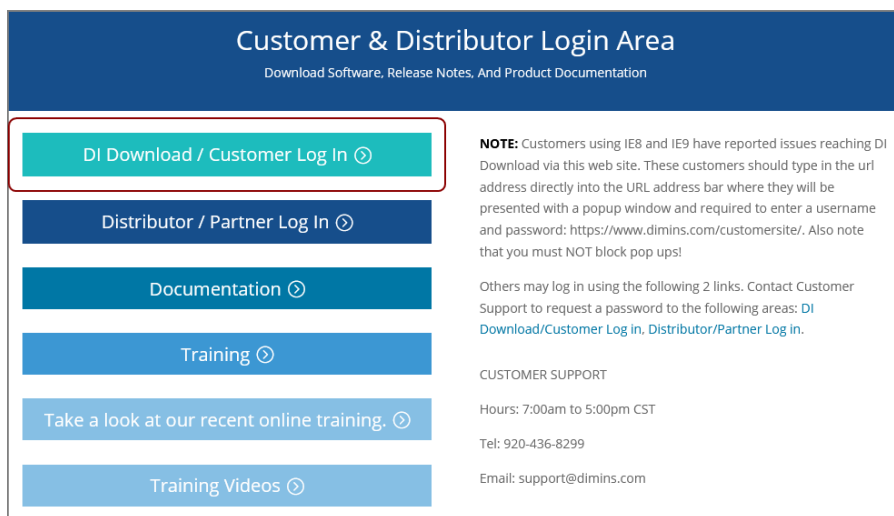 Customer & Distributor Login Area
Download Software, Release Notes, And Product Documentation
DI Download / Customer Log In
Distributor / Partner Log In
Documentation
Training
Take a look at our recent online training.
Training Videos
NOTE: Customers using IE8 and IE9 have reported issues reaching DI
Download via this web site. These customers should type in the url
address directly into the URL address bar where they will be
presented with a popup window and required to enter a username
and password: https://www.dimins.com/customersite/. Also note
that you must NOT block pop ups!
Others may log in using the following 2 links. Contact Customer
Support to request a password to the following areas: DI
Download/Customer Log in, Distributor/Partner Log in.
CUSTOMER SUPPORT
Hours: 7:00am to 5:00pm CST
Tel: 920-436-8299
Email: support@dimins.com